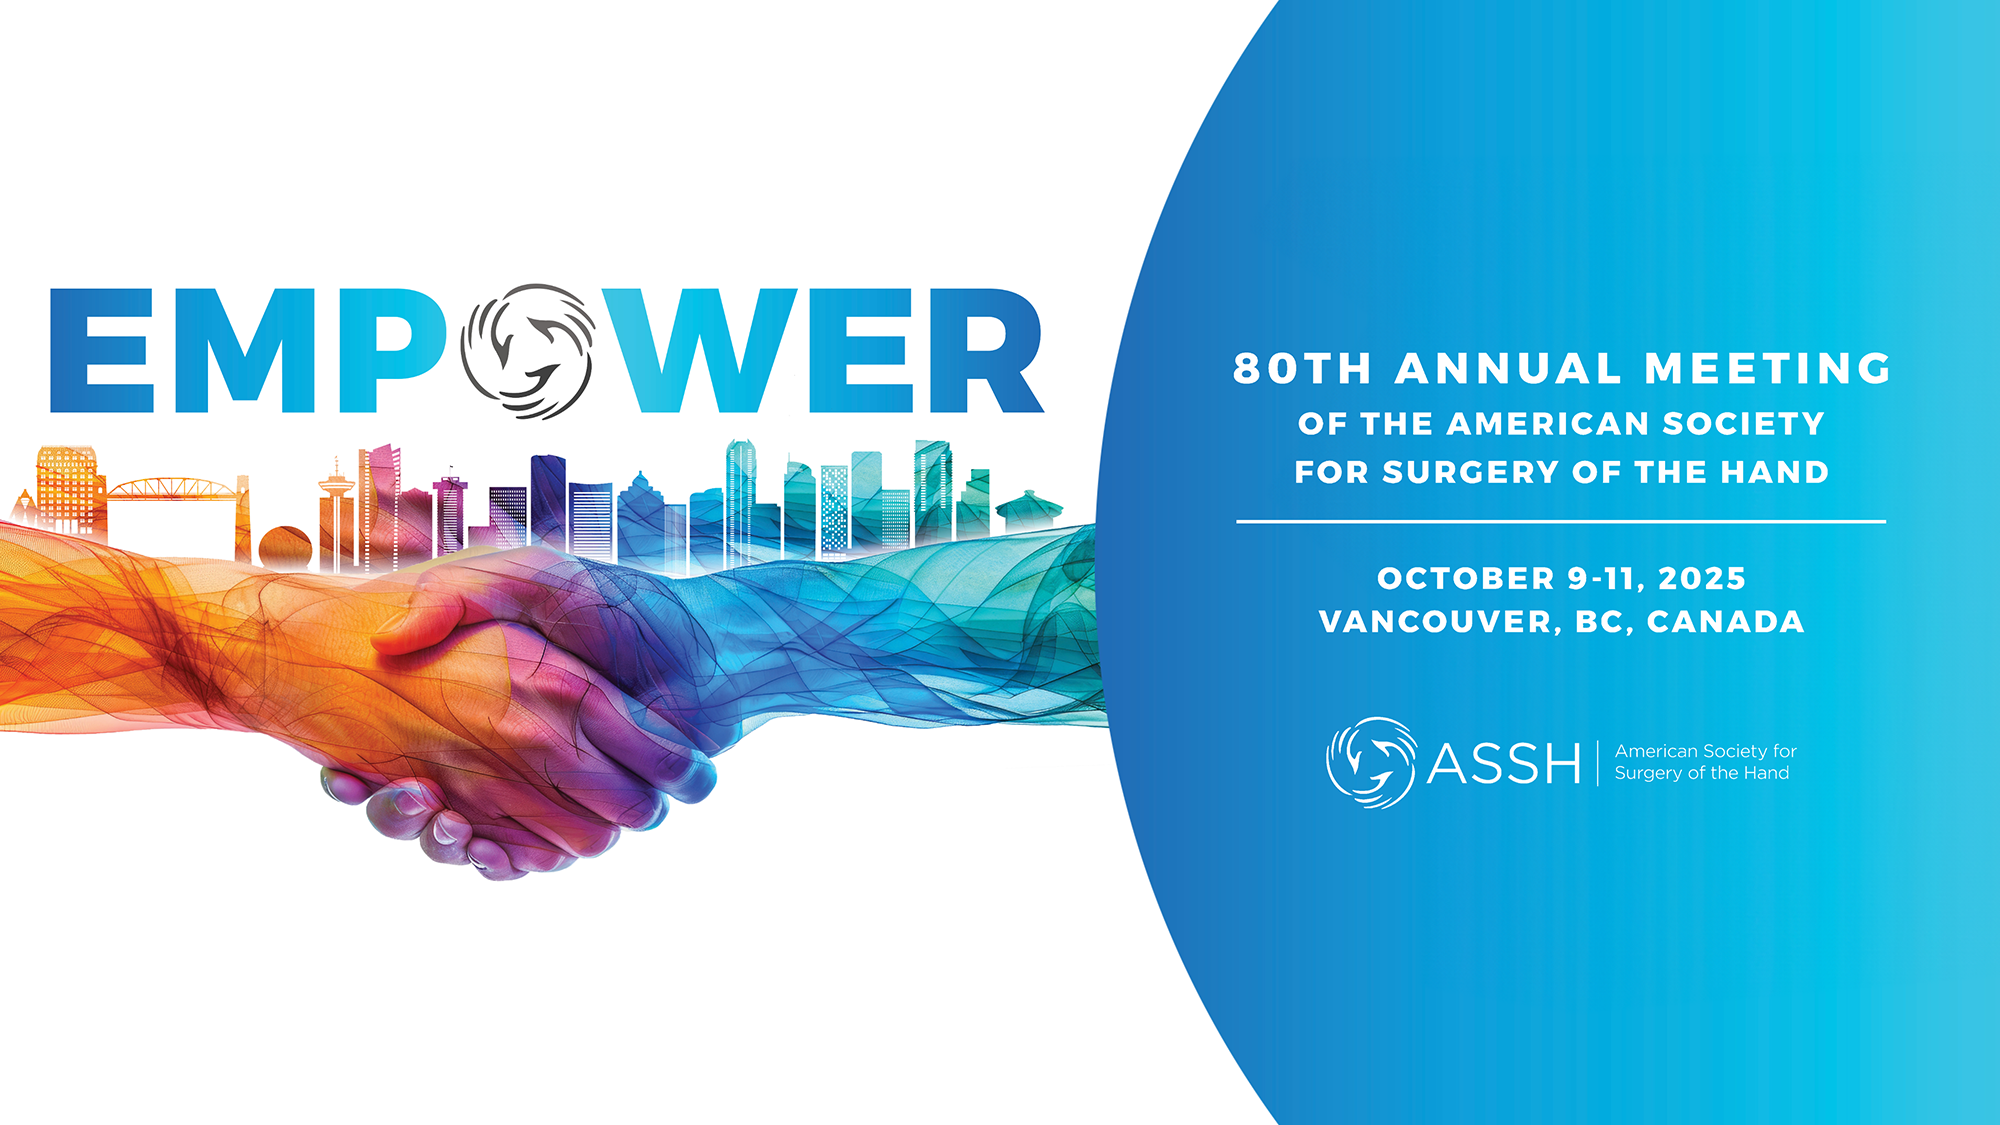 EMPOWER
80TH ANNUAL MEETING
OF THE AMERICAN SOCIETY
FOR SURGERY OF THE HAND
OCTOBER 9-11, 2025
VANCOUVER, BC, CANADA
ASSH
American Society for
Surgery of the Hand